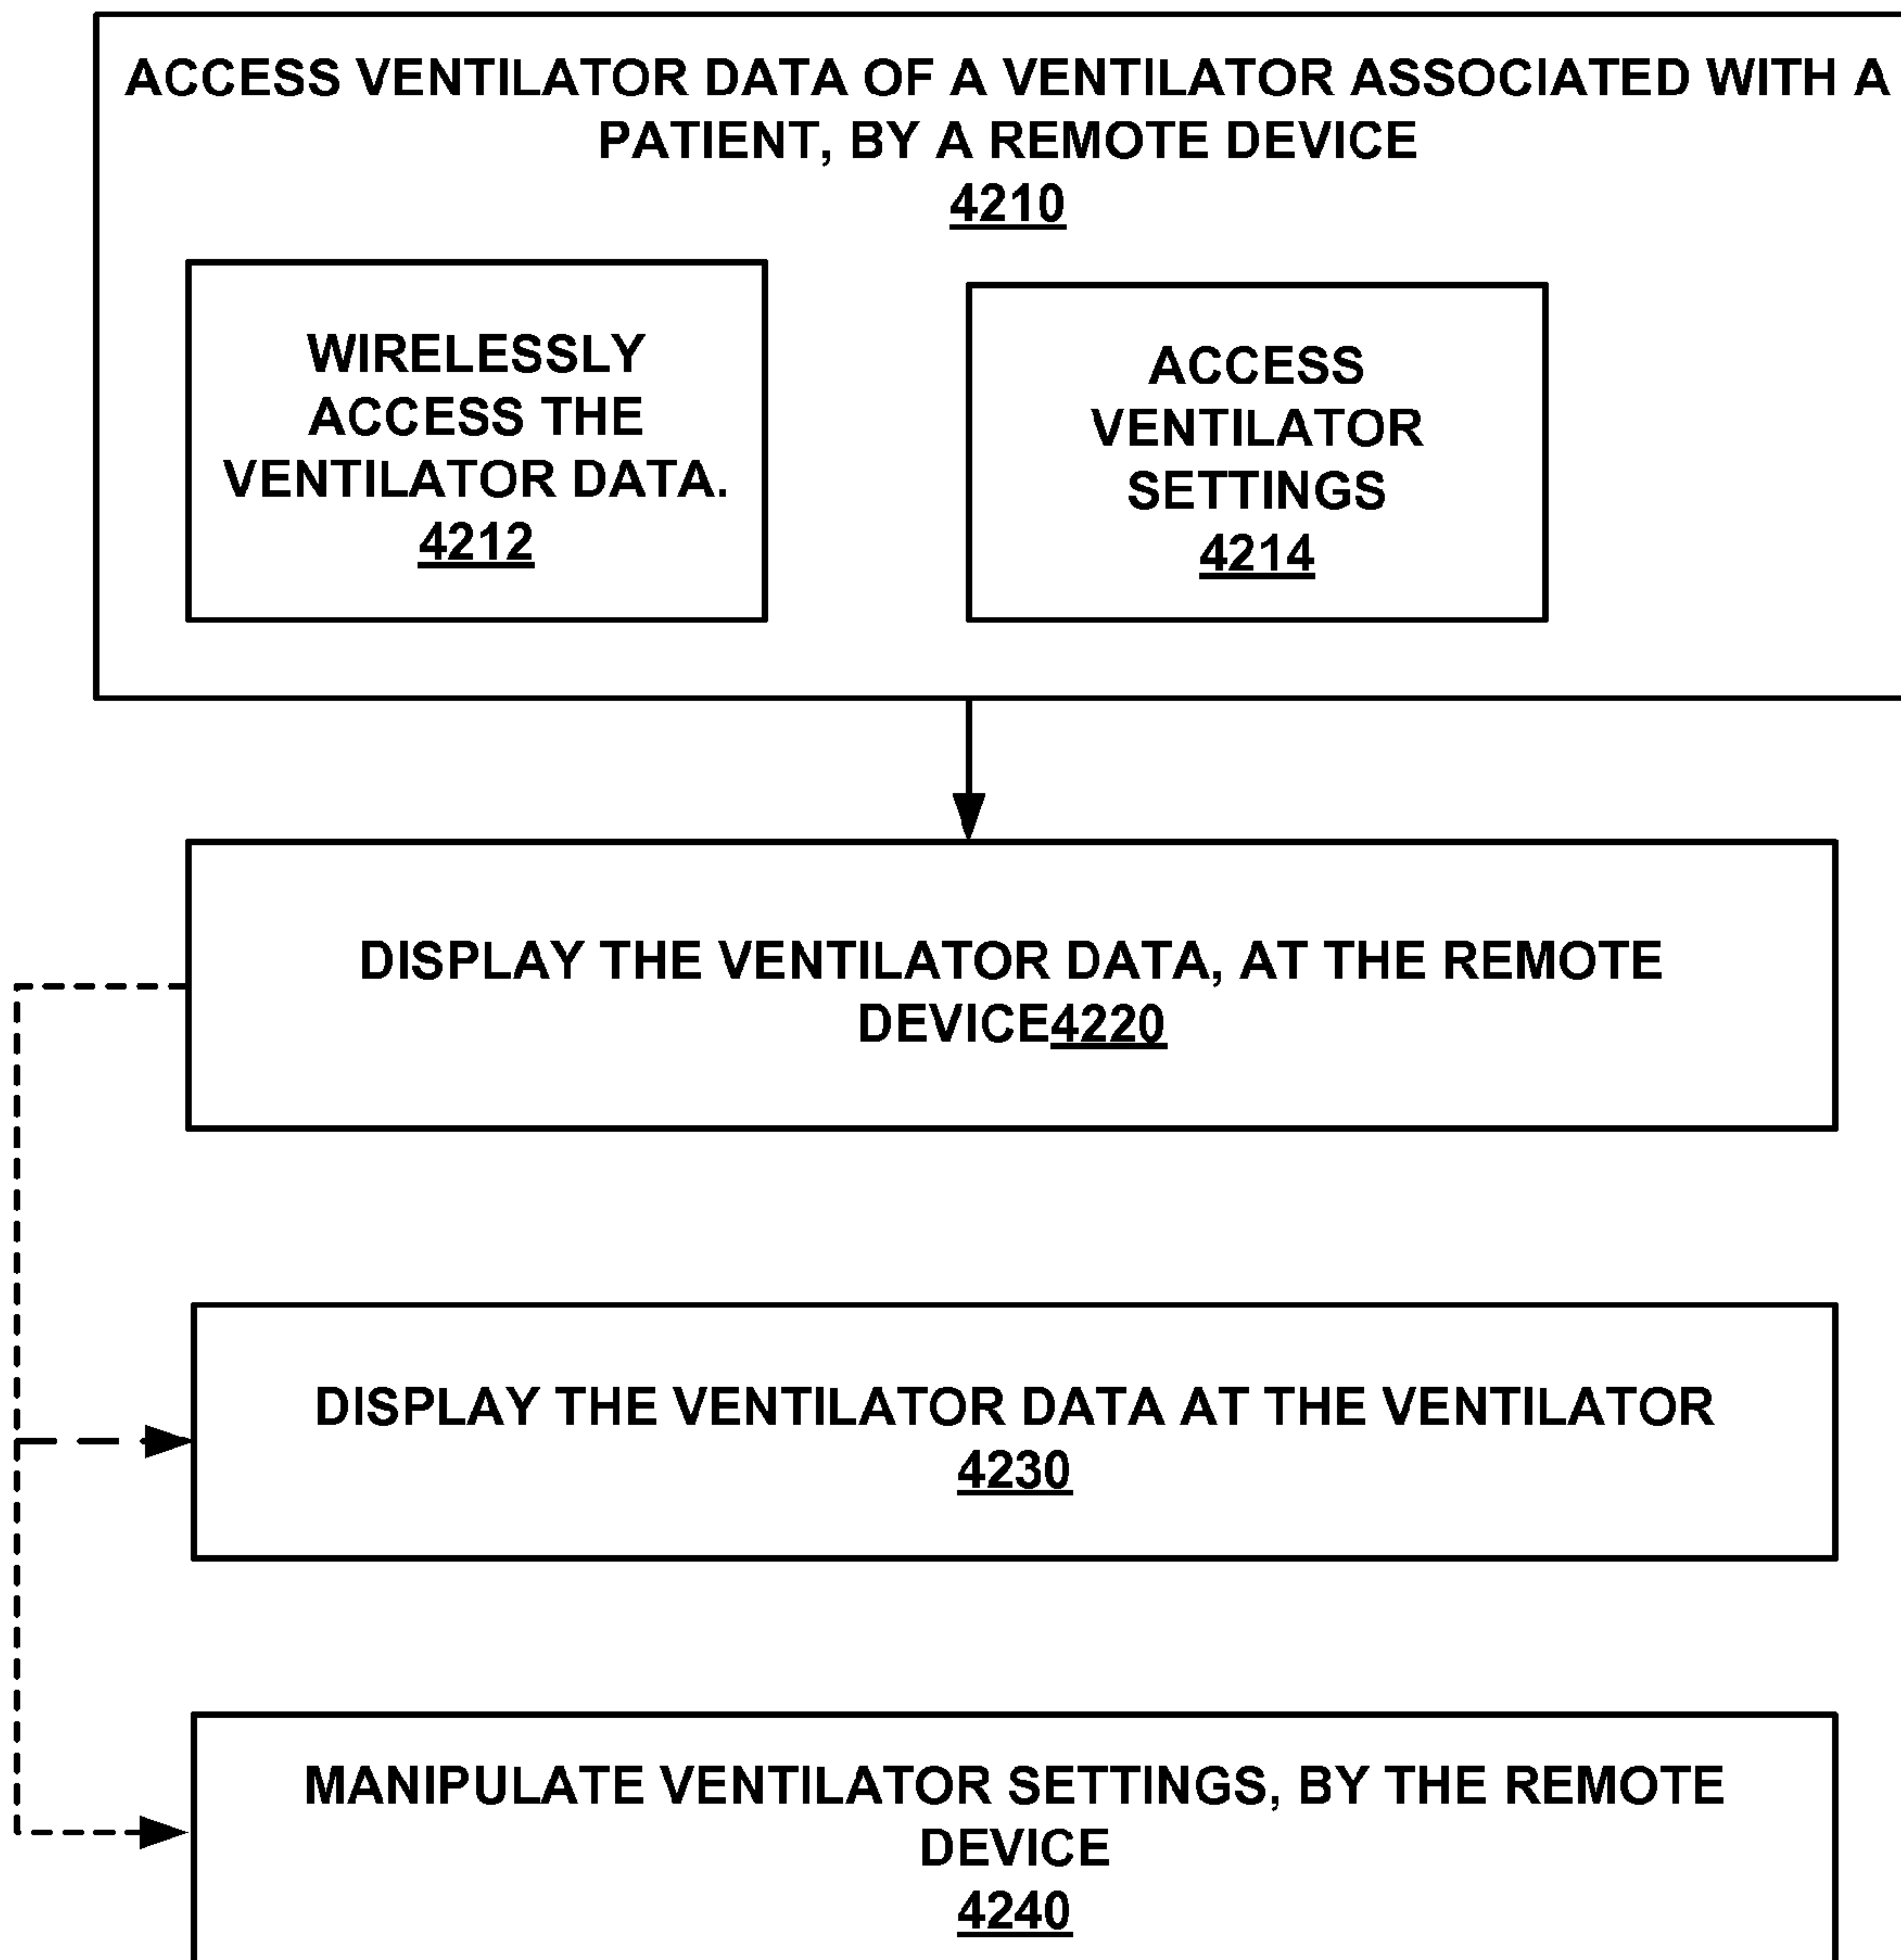 ACCESS VENTILATOR DATA OF A VENTILATOR ASSOCIATED WITH A
PATIENT, BY A REMOTE DEVICE
4210
WIRELESSLY
ACCESS THE
VENTILATOR DATA.
4212
ACCESS
VENTILATOR
SETTINGS
4214
DISPLAY THE VENTILATOR DATA, AT THE REMOTE
DEVICE4220
DISPLAY THE VENTILATOR DATA AT THE VENTILATOR
4230
MANIPULATE VENTILATOR SETTINGS, BY THE REMOTE
DEVICE
4240